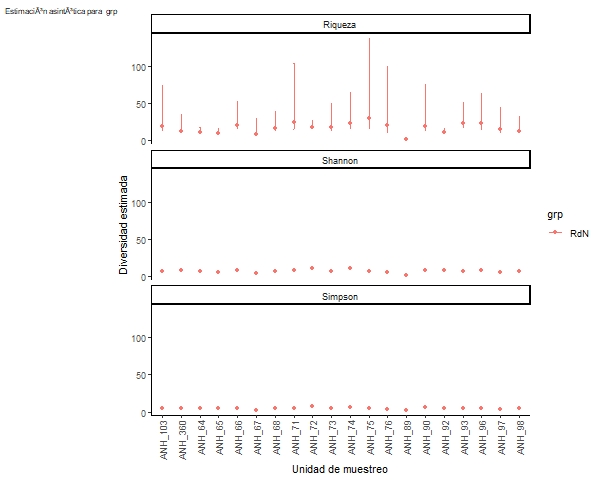 EstimaciÃ³n asintÃ³tica para grp
Riqueza
100
50
0
Shannon
100
50
0
Simpson
100
50
0
Diversidad estimada
ANH_103
ANH_360
ANH_64
ANH_65
ANH_66
ANH_67
ANH_68
ANH_71
ANH_72
ANH_73
ANH_74
ANH_75
ANH_76
ANH_89
ANH_90
ANH_92
ANH_93
ANH_96
ANH_97
ANH_98
Unidad de muestreo
grp
RdN